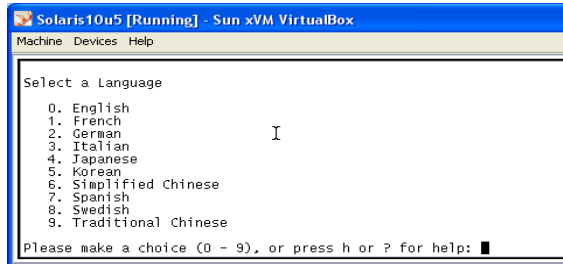 Solaris10u5 [Running] - Sun xVM VirtualBox
Machine Devices Help
Select a Language
0. English
1. French
2. German
3. Italian
4. Japanese
5. Korean
6. Simplified Chinese
7. Spanish
8. Swedish
9. Traditional Chinese
Please make a choice (0 - 9), or press h or ? for help: